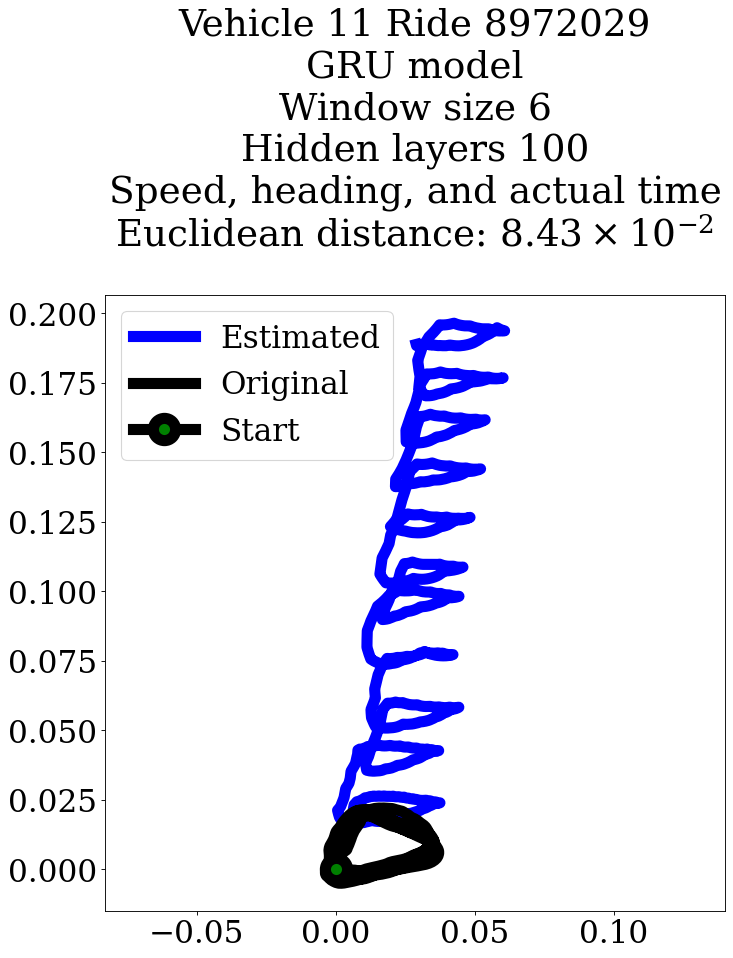 Vehicle 11 Ride 8972029
GRU model
Window size 6
Hidden layers 100
Speed, heading, and actual time
Euclidean distance: 8.43 × 10⁻²
Estimated
Original
Start
0.200
0.175
0.150
0.125
0.100
0.075
0.050
0.025
0.000
−0.05 0.00 0.05 0.10